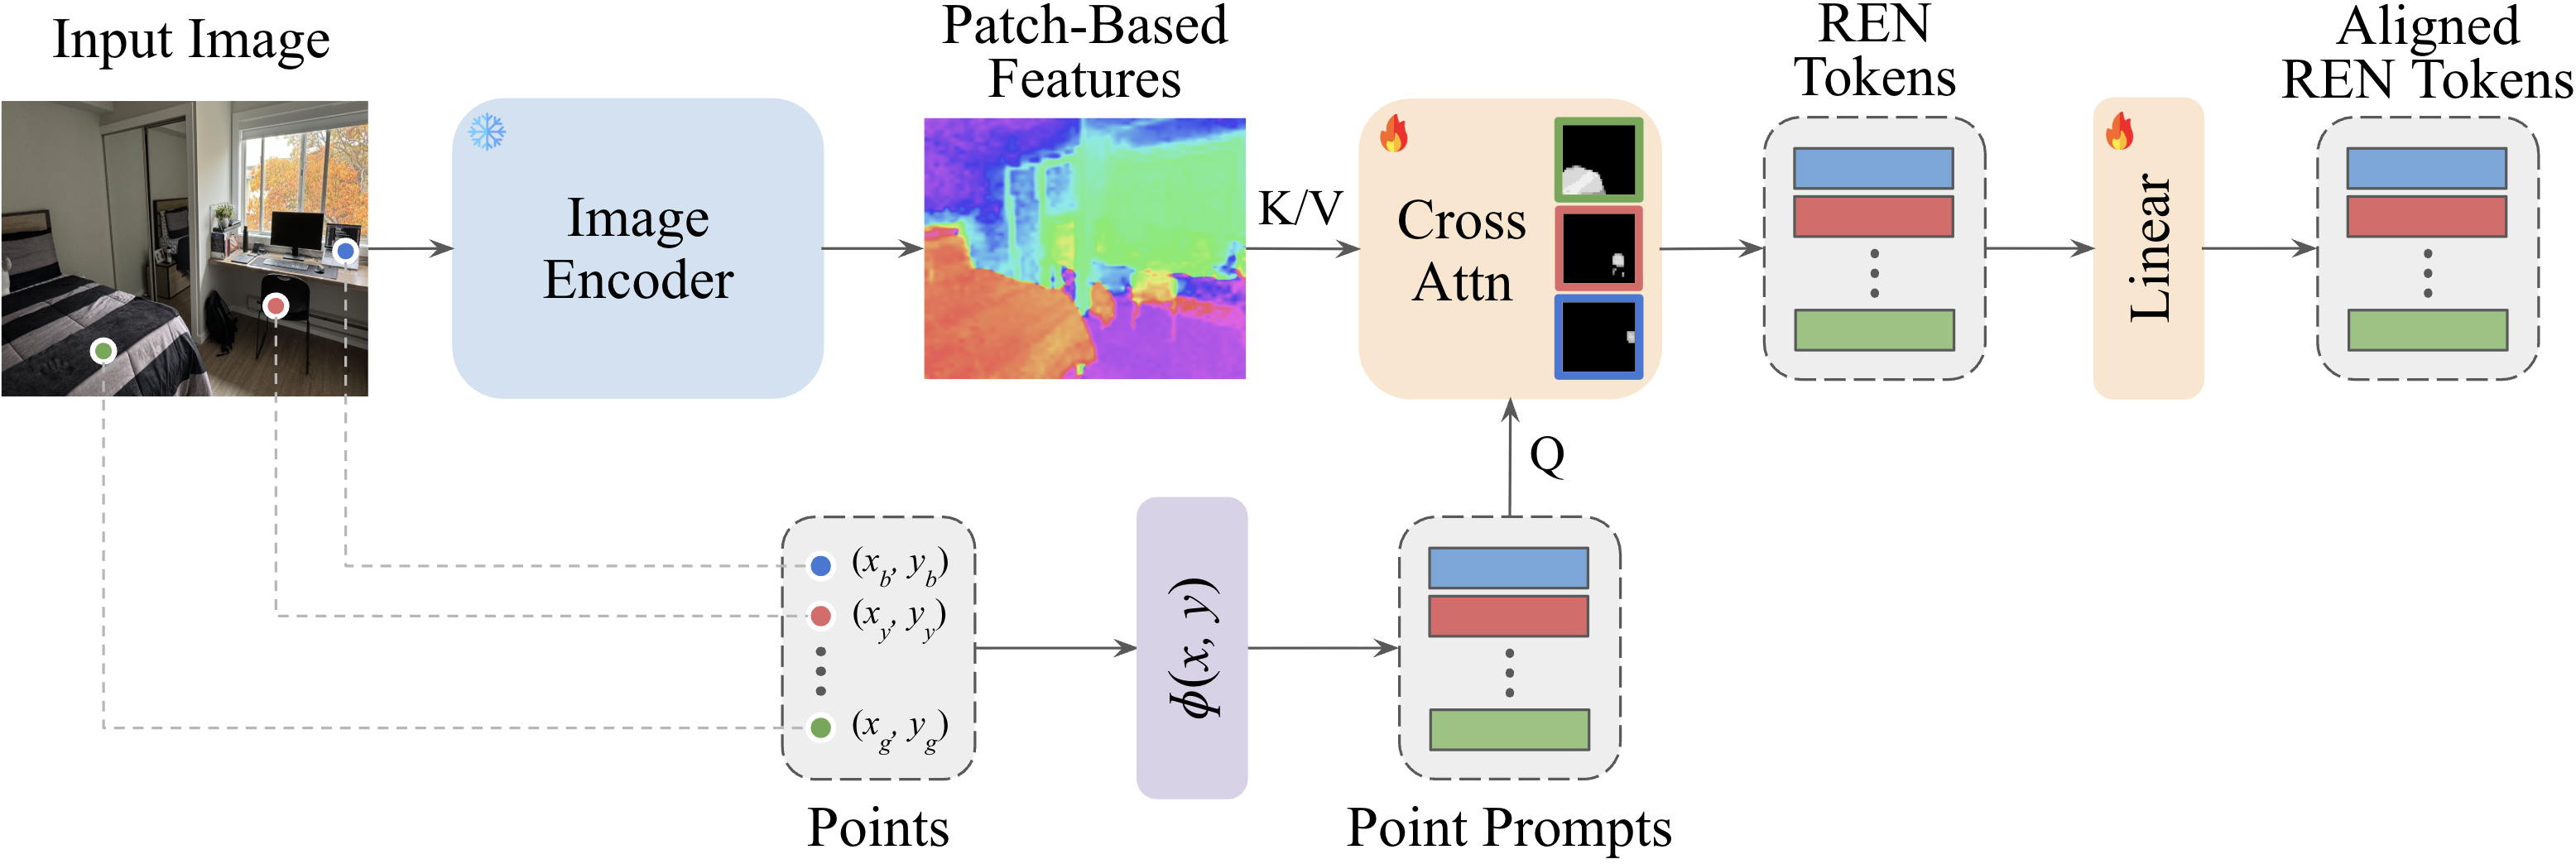 Input Image
Image
Encoder
Patch-Based
Features
K/V
Cross
Attn
Q
REN
Tokens
Linear
Aligned
REN Tokens
(x_b, y_b)
(x_y, y_y)
(x_g, y_g)
Points
ϕ(x, y)
Point Prompts